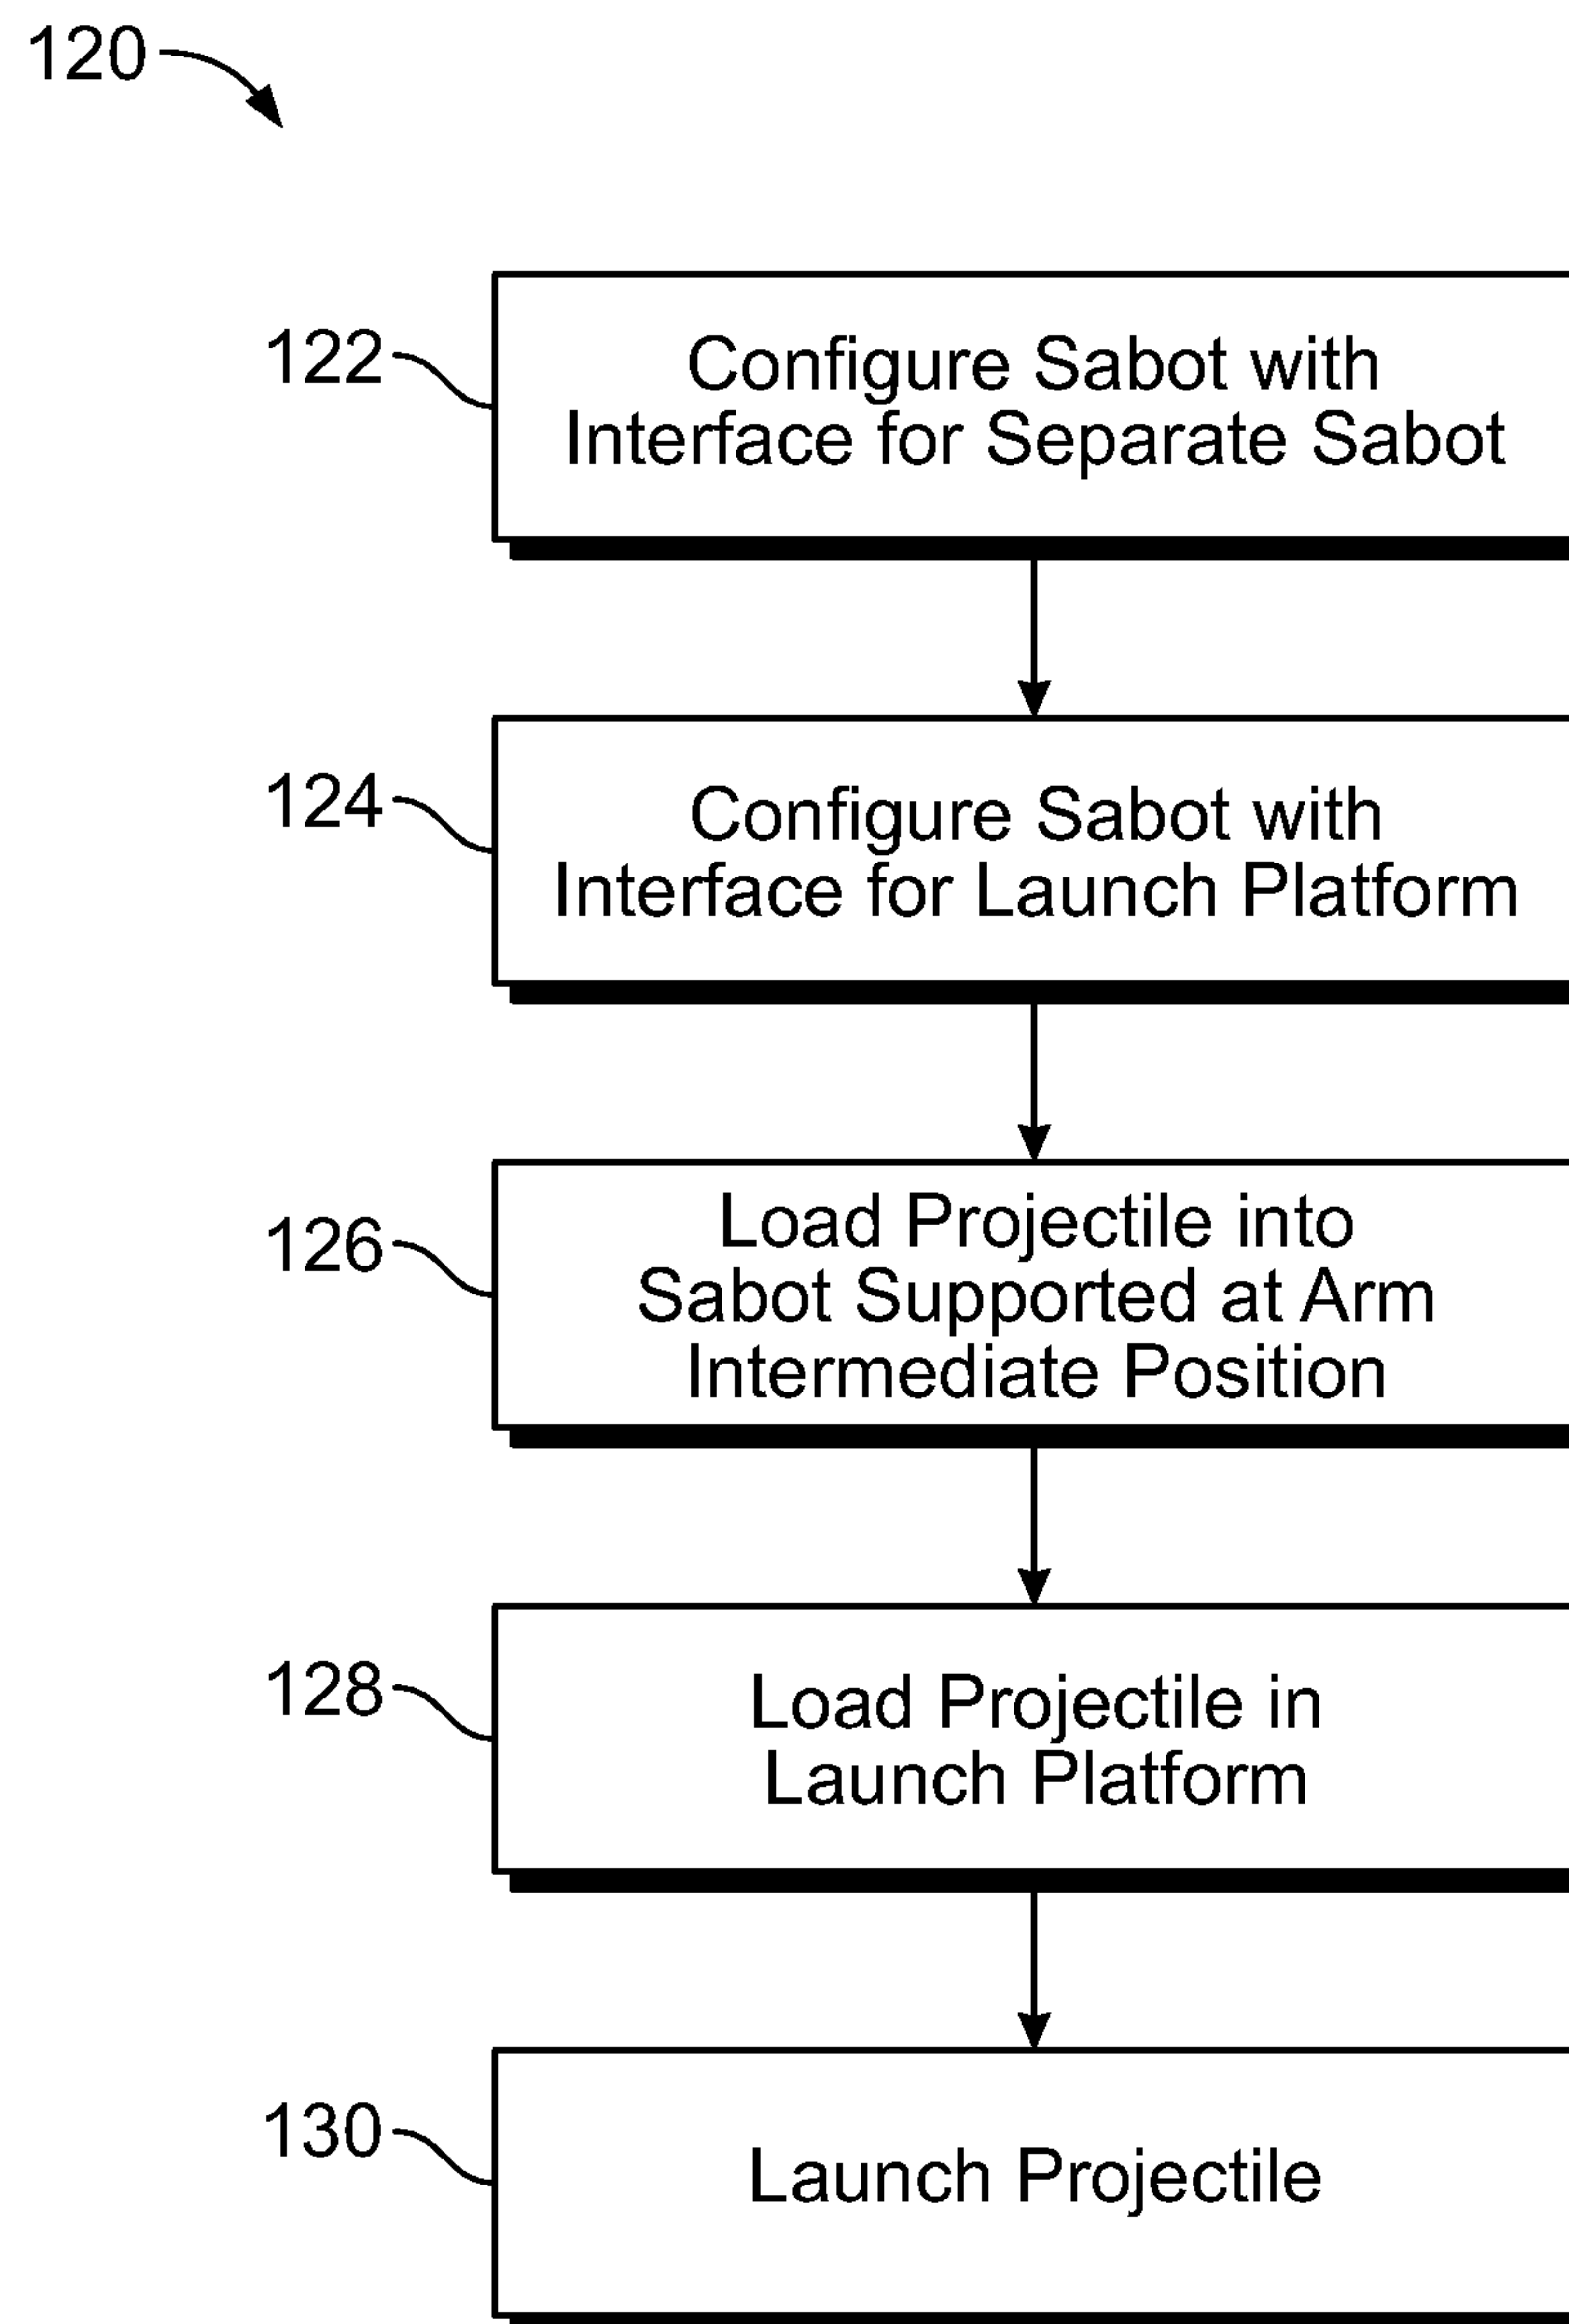 120
122
Configure Sabot with
Interface for Separate Sabot
124
Configure Sabot with
Interface for Launch Platform
126
Load Projectile into
Sabot Supported at Arm
Intermediate Position
128
Load Projectile in
Launch Platform
130
Launch Projectile